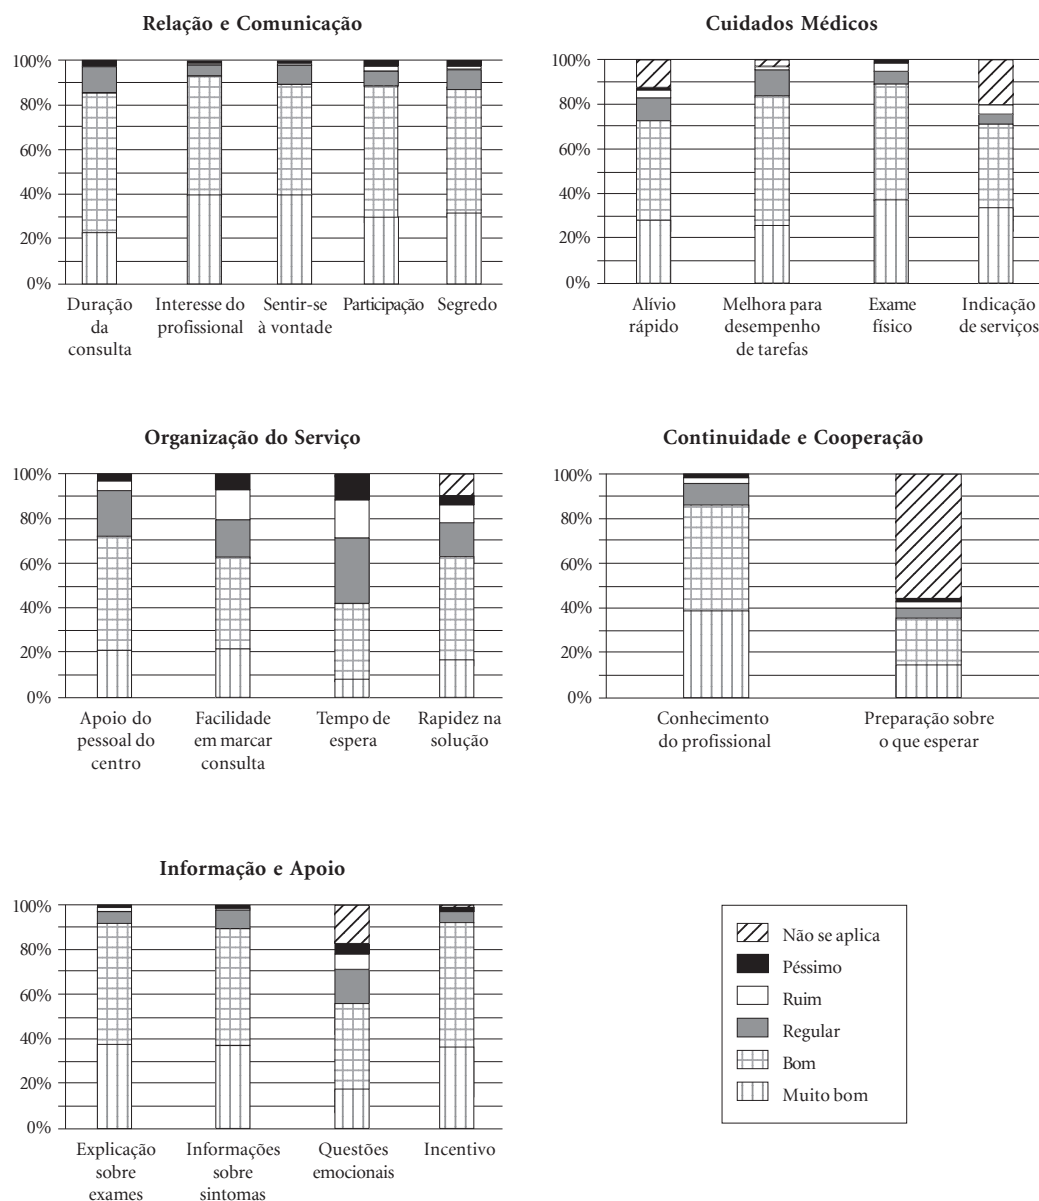 Relação e Comunicação
100%
80%
60%
40%
20%
0%
Duração
da
consulta
Interesse do
profissional
Sentir-se
à vontade
Participação
Segredo
Cuidados Médicos
100%
80%
60%
40%
20%
0%
Alívio
rápido
Melhora para
desempenho
de tarefas
Exame
físico
Indicação
de serviços
Organização do Serviço
100%
80%
60%
40%
20%
0%
Apoio do
pessoal do
centro
Facilidade
em marcar
consulta
Tempo de
espera
Rapidez na
solução
Continuidade e Cooperação
100%
80%
60%
40%
20%
0%
Conhecimento
do profissional
Preparação sobre
o que esperar
Informação e Apoio
100%
80%
60%
40%
20%
0%
Explicação
sobre
exames
Informações
sobre
sintomas
Questões
emocionais
Incentivo
Não se aplica
Péssimo
Ruim
Regular
Bom
Muito bom